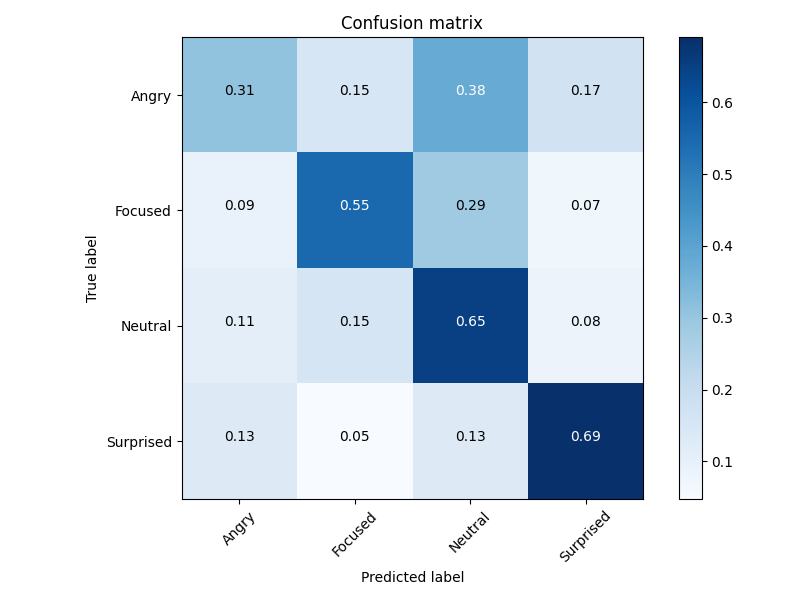 Confusion matrix
True label
Angry 0.31 0.15 0.38 0.17
Focused 0.09 0.55 0.29 0.07
Neutral 0.11 0.15 0.65 0.08
Surprised 0.13 0.05 0.13 0.69
Angry Focused Neutral Surprised
Predicted label
0.6
0.5
0.4
0.3
0.2
0.1